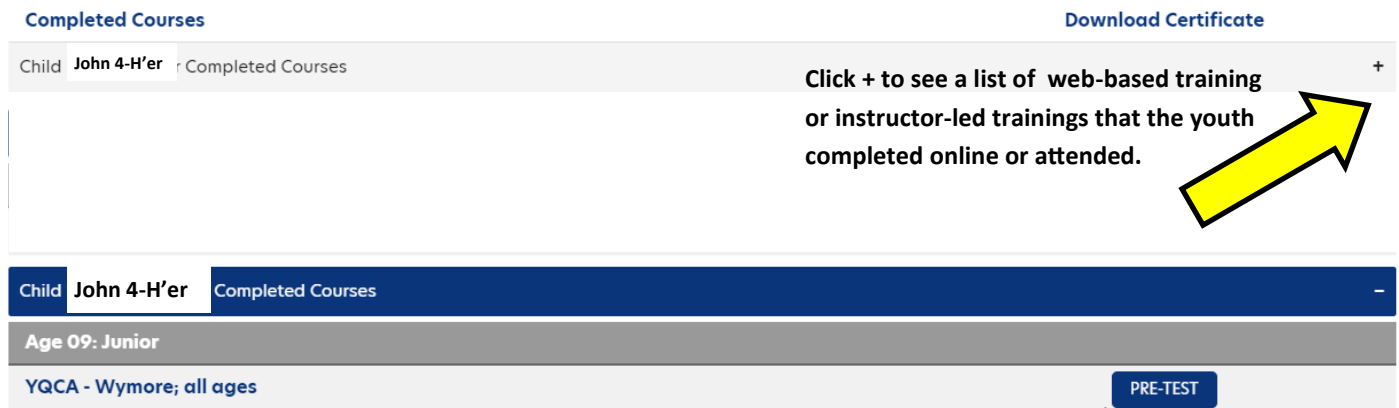 Completed Courses Download Certificate
Child John 4-H’er r Completed Courses +
Click + to see a list of web-based training
or instructor-led trainings that the youth
completed online or attended.
Child John 4-H’er Completed Courses –
Age 09: Junior
YQCA - Wymore; all ages PRE-TEST